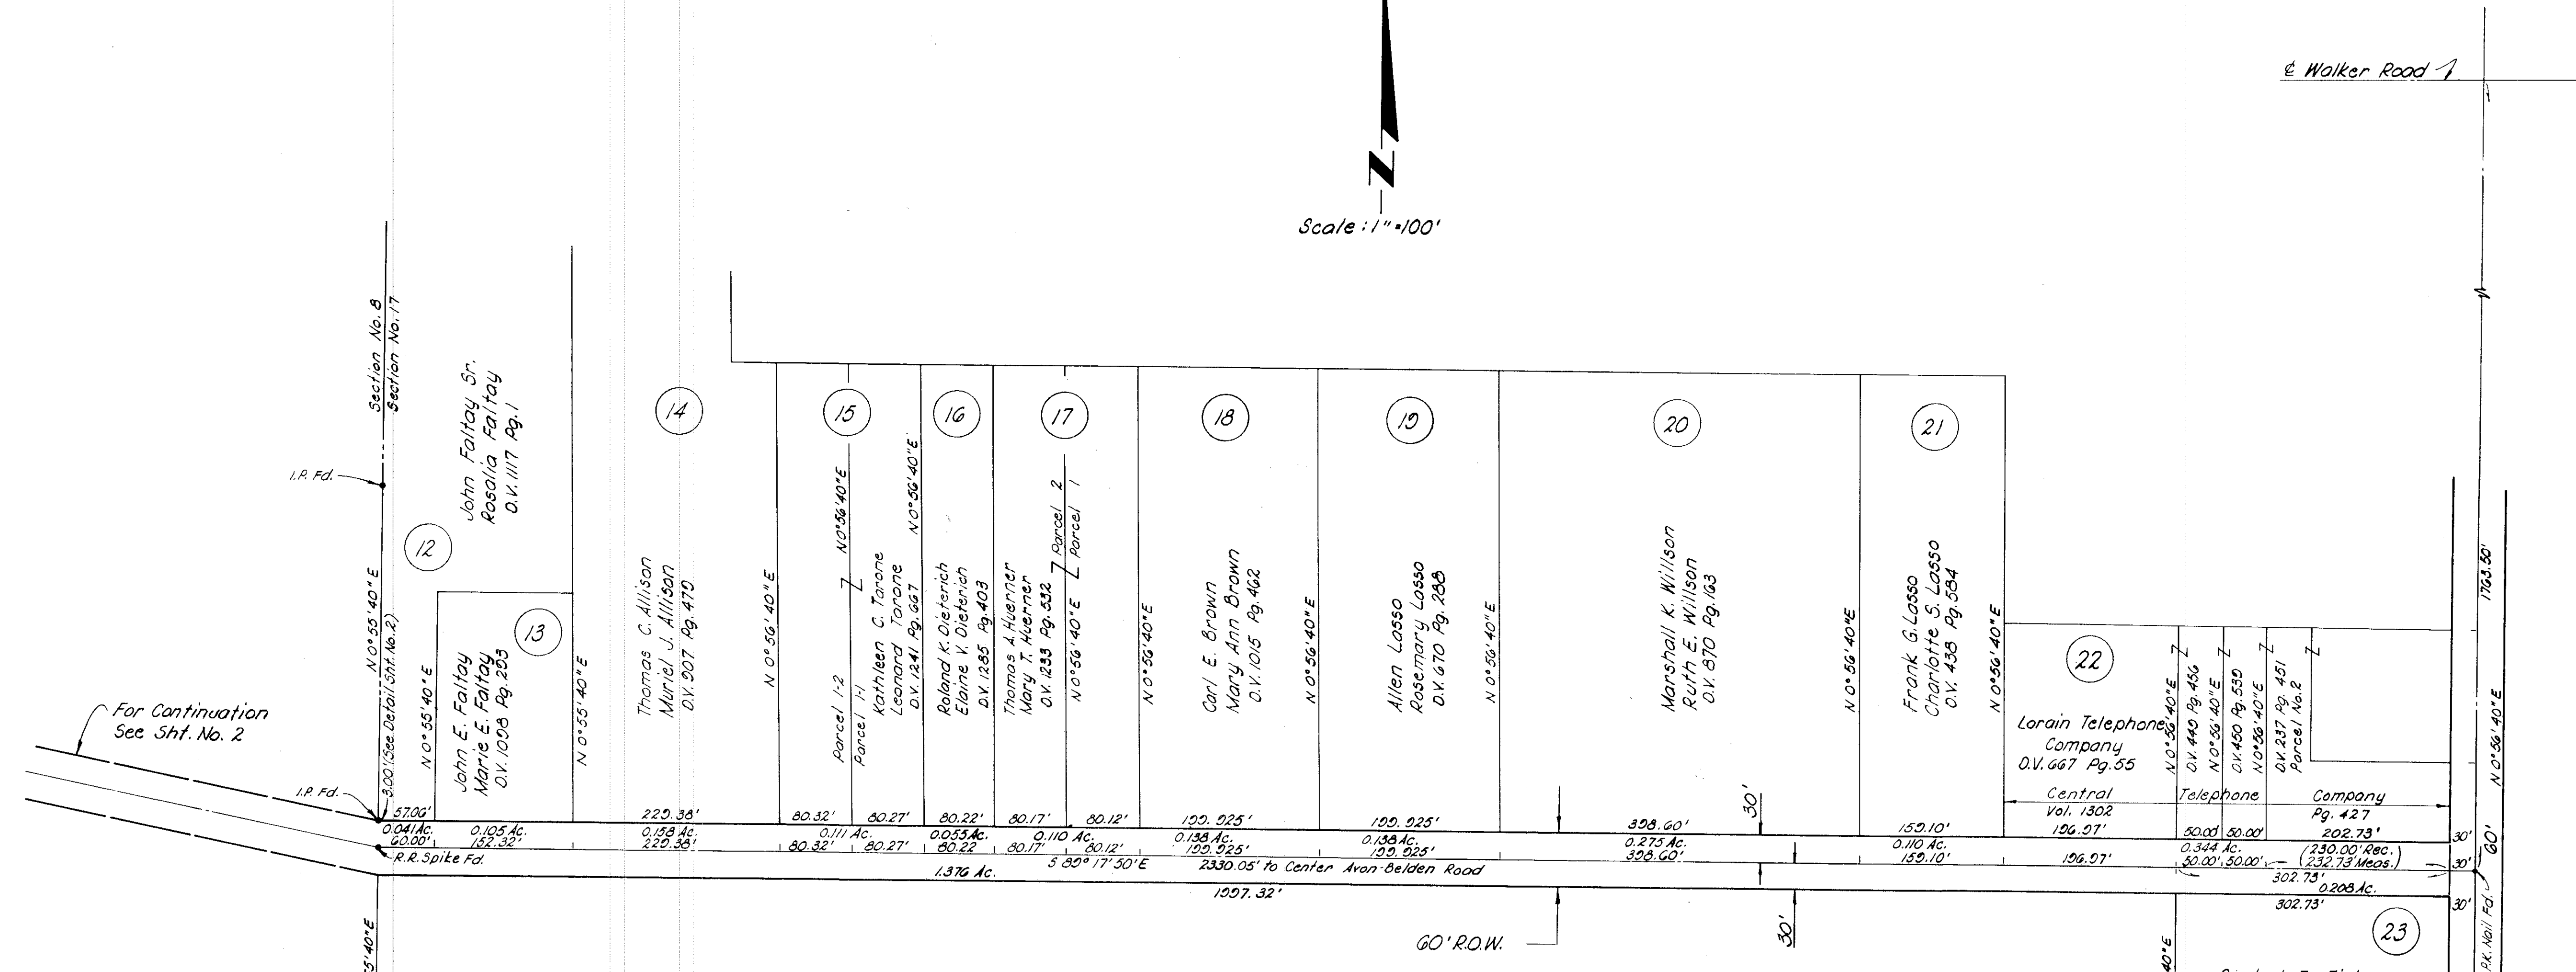 ℄ Walker Road
Scale : 1" = 100'
Section No. 8
Section No. 17
I.P. Fd.
N 0° 55' 40" E
3.00' (See Detail Sht. No. 2)
I.P. Fd.
For Continuation
See Sht. No. 2
12
John Faltay Sr.
Rosalia Faltay
D.V. 1117 Pg. 1
N 0° 55' 40" E
13
John E. Faltay
Marie E. Faltay
D.V. 1098 Pg. 293
N 0° 55' 40" E
14
Thomas C. Allison
Muriel J. Allison
D.V. 907 Pg. 479
N 0° 56' 40" E
15
Parcel 1-2
Parcel 1-1
N 0° 56' 40" E
Kathleen C. Tarone
Leonard Tarone
D.V. 1241 Pg. 667
N 0° 56' 40" E
16
Roland K. Dieterich
Elaine V. Dieterich
D.V. 1285 Pg. 403
17
Thomas A. Huerner
Mary T. Huerner
D.V. 1233 Pg. 532
Parcel 2
Parcel 1
N 0° 56' 40" E
N 0° 56' 40" E
18
Carl E. Brown
Mary Ann Brown
D.V. 1015 Pg. 462
N 0° 56' 40" E
19
Allen Lasso
Rosemary Lasso
D.V. 670 Pg. 288
N 0° 56' 40" E
20
Marshall K. Willson
Ruth E. Willson
D.V. 870 Pg. 163
N 0° 56' 40" E
21
Frank G. Lasso
Charlotte S. Lasso
D.V. 438 Pg. 584
N 0° 56' 40" E
22
Lorain Telephone
Company
D.V. 667 Pg. 55
N 0° 56' 40" E
D.V. 449 Pg. 456
N 0° 56' 40" E
D.V. 450 Pg. 539
N 0° 56' 40" E
D.V. 237 Pg. 451
Parcel No. 2
Central Telephone Company
Vol. 1302 Pg. 427
1763.50'
N 0° 56' 40" E
57.06' 229.38' 80.32' 80.27' 80.22' 80.17' 80.12' 199.925' 199.925' 398.60' 30' 159.10' 196.97' 50.00' 50.00' 202.73' 30'
0.041 Ac. 0.105 Ac. 0.158 Ac. 0.111 Ac. 0.055 Ac. 0.110 Ac. 0.138 Ac. 0.138 Ac. 0.275 Ac. 0.110 Ac. 0.344 Ac. (230.00' Rec.)
60.00' 152.32' 229.38' 80.32' 80.27' 80.22 80.17' 80.12' 199.925' 199.925' 398.60' 159.10' 196.97' 50.00' 50.00' (232.73' Meas.) 30' 60'
R.R. Spike Fd.
S 89° 17' 50" E 2330.05' to Center Avon-Belden Road
302.73'
1.376 Ac.
0.208 Ac.
1997.32'
302.73' 30'
60' R.O.W.
30'
23
P.K. Nail Fd.
5' 40" E
40" E